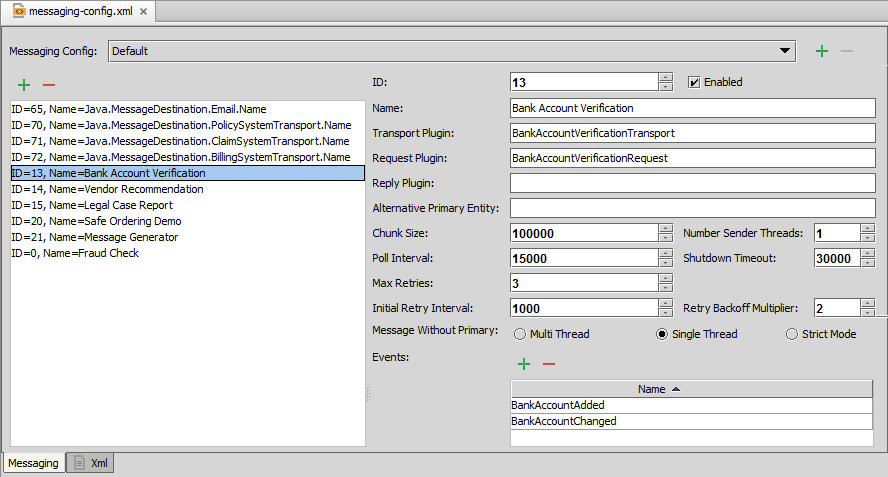 messaging-config.xml
Messaging Config: Default
ID=65, Name=Java.MessageDestination.Email.Name
ID=70, Name=Java.MessageDestination.PolicySystemTransport.Name
ID=71, Name=Java.MessageDestination.ClaimSystemTransport.Name
ID=72, Name=Java.MessageDestination.BillingSystemTransport.Name
ID=13, Name=Bank Account Verification
ID=14, Name=Vendor Recommendation
ID=15, Name=Legal Case Report
ID=20, Name=Safe Ordering Demo
ID=21, Name=Message Generator
ID=0, Name=Fraud Check
ID: 13 Enabled
Name: Bank Account Verification
Transport Plugin: BankAccountVerificationTransport
Request Plugin: BankAccountVerificationRequest
Reply Plugin:
Alternative Primary Entity:
Chunk Size: 100000 Number Sender Threads: 1
Poll Interval: 15000 Shutdown Timeout: 30000
Max Retries: 3
Initial Retry Interval: 1000 Retry Backoff Multiplier: 2
Message Without Primary: Multi Thread Single Thread Strict Mode
Events:
Name
BankAccountAdded
BankAccountChanged
Messaging Xml